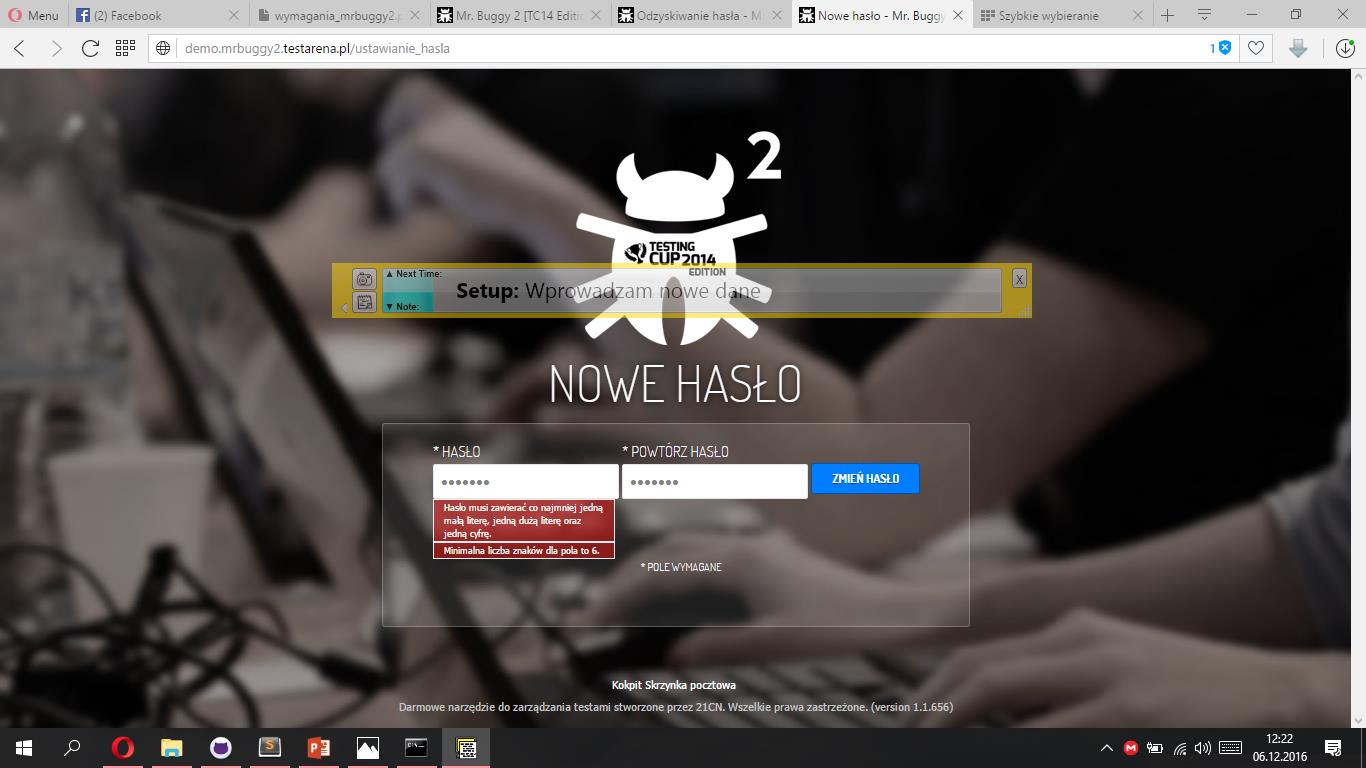 Menu
(2) Facebook
wymagania_mrbuggy2.p
Mr. Buggy 2 [TC14 Editi
Odzyskiwanie hasła - M
Nowe hasło - Mr. Buggy
Szybkie wybieranie
demo.mrbuggy2.testarena.pl/ustawianie_hasla
1
2
TESTING
CUP 2014
EDITION
▲ Next Time:
Setup: Wprowadzam nowe dane
▼ Note:
X
NOWE HASŁO
* HASŁO
* POWTÓRZ HASŁO
ZMIEŃ HASŁO
Hasło musi zawierać co najmniej jedną
małą literę, jedną dużą literę oraz
jedną cyfrę.
Minimalna liczba znaków dla pola to 6.
* POLE WYMAGANE
Kokpit Skrzynka pocztowa
Darmowe narzędzie do zarządzania testami stworzone przez 21CN. Wszelkie prawa zastrzeżone. (version 1.1.656)
12:22
06.12.2016